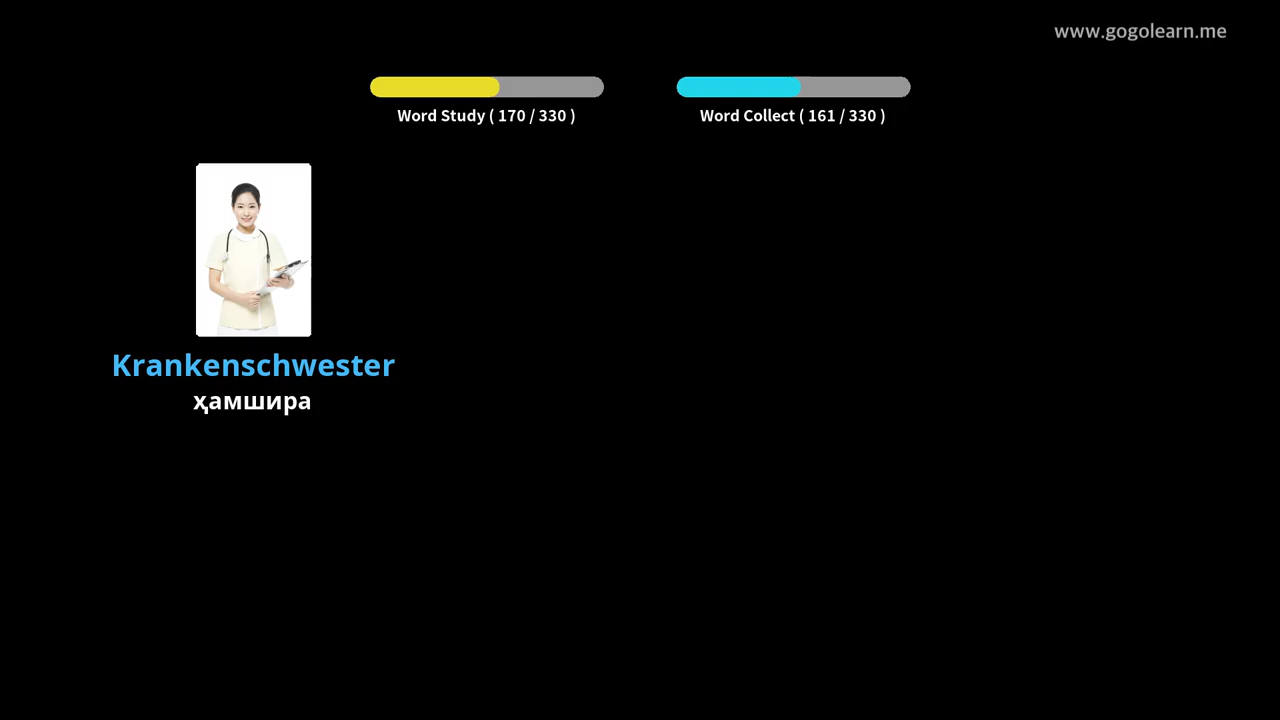 www.gogolearn.me
Word Study ( 170 / 330 )
Word Collect ( 161 / 330 )
Krankenschwester
ҳамшира